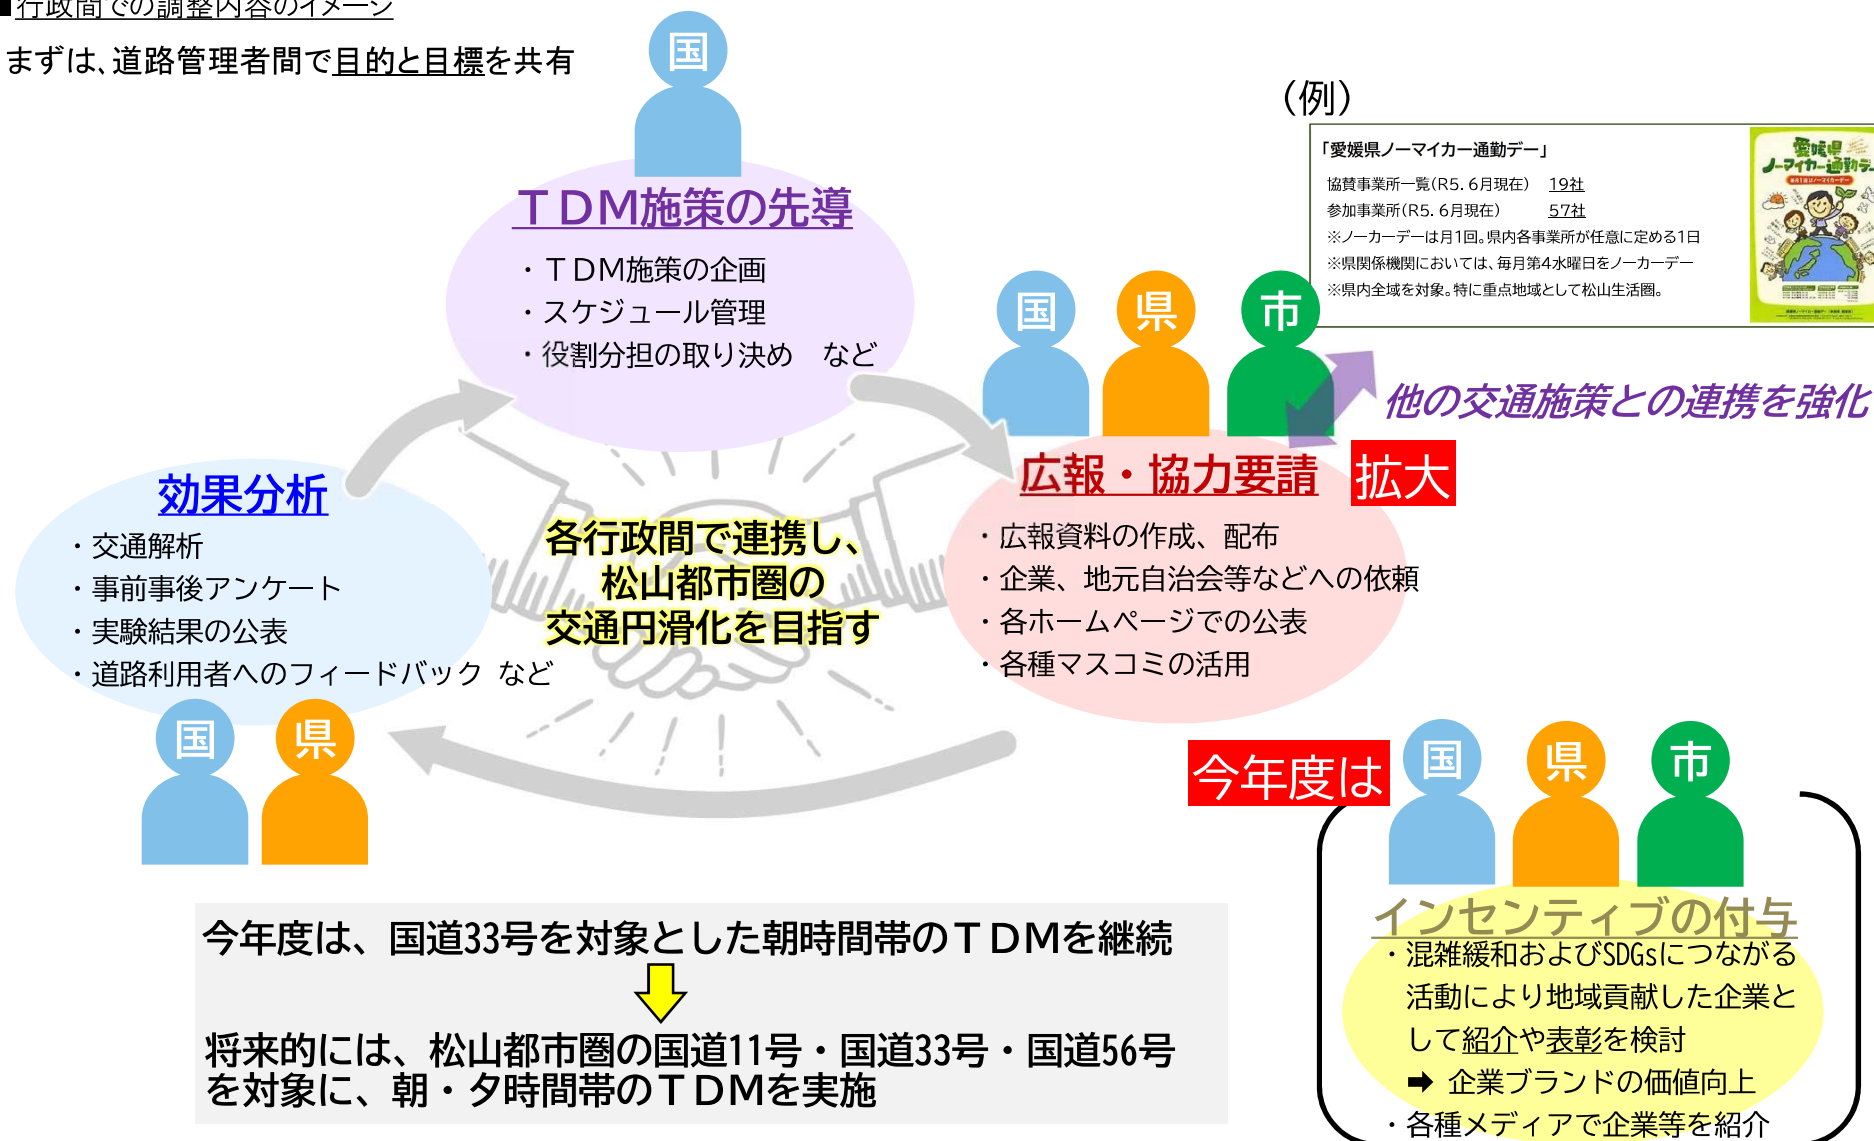 ■行政間での調整内容のイメージ
まずは、道路管理者間で目的と目標を共有
国
TDM施策の先導
・TDM施策の企画
・スケジュール管理
・役割分担の取り決め　など
（例）
「愛媛県ノーマイカー通勤デー」
協賛事業所一覧(R5.6月現在)　19社
参加事業所(R5.6月現在)　57社
※ノーカーデーは月1回。県内各事業所が任意に定める1日
※県関係機関においては、毎月第4水曜日をノーカーデー
※県内全域を対象。特に重点地域として松山生活圏。
愛媛県
ノーマイカー通勤デー
国
県
市
他の交通施策との連携を強化
広報・協力要請
拡大
・広報資料の作成、配布
・企業、地元自治会等などへの依頼
・各ホームページでの公表
・各種マスコミの活用
効果分析
・交通解析
・事前事後アンケート
・実験結果の公表
・道路利用者へのフィードバック など
国
県
各行政間で連携し、
松山都市圏の
交通円滑化を目指す
今年度は
国
県
市
インセンティブの付与
・混雑緩和およびSDGsにつながる
活動により地域貢献した企業と
して紹介や表彰を検討
➡ 企業ブランドの価値向上
・各種メディアで企業等を紹介
今年度は、国道33号を対象とした朝時間帯のTDMを継続
将来的には、松山都市圏の国道11号・国道33号・国道56号
を対象に、朝・夕時間帯のTDMを実施